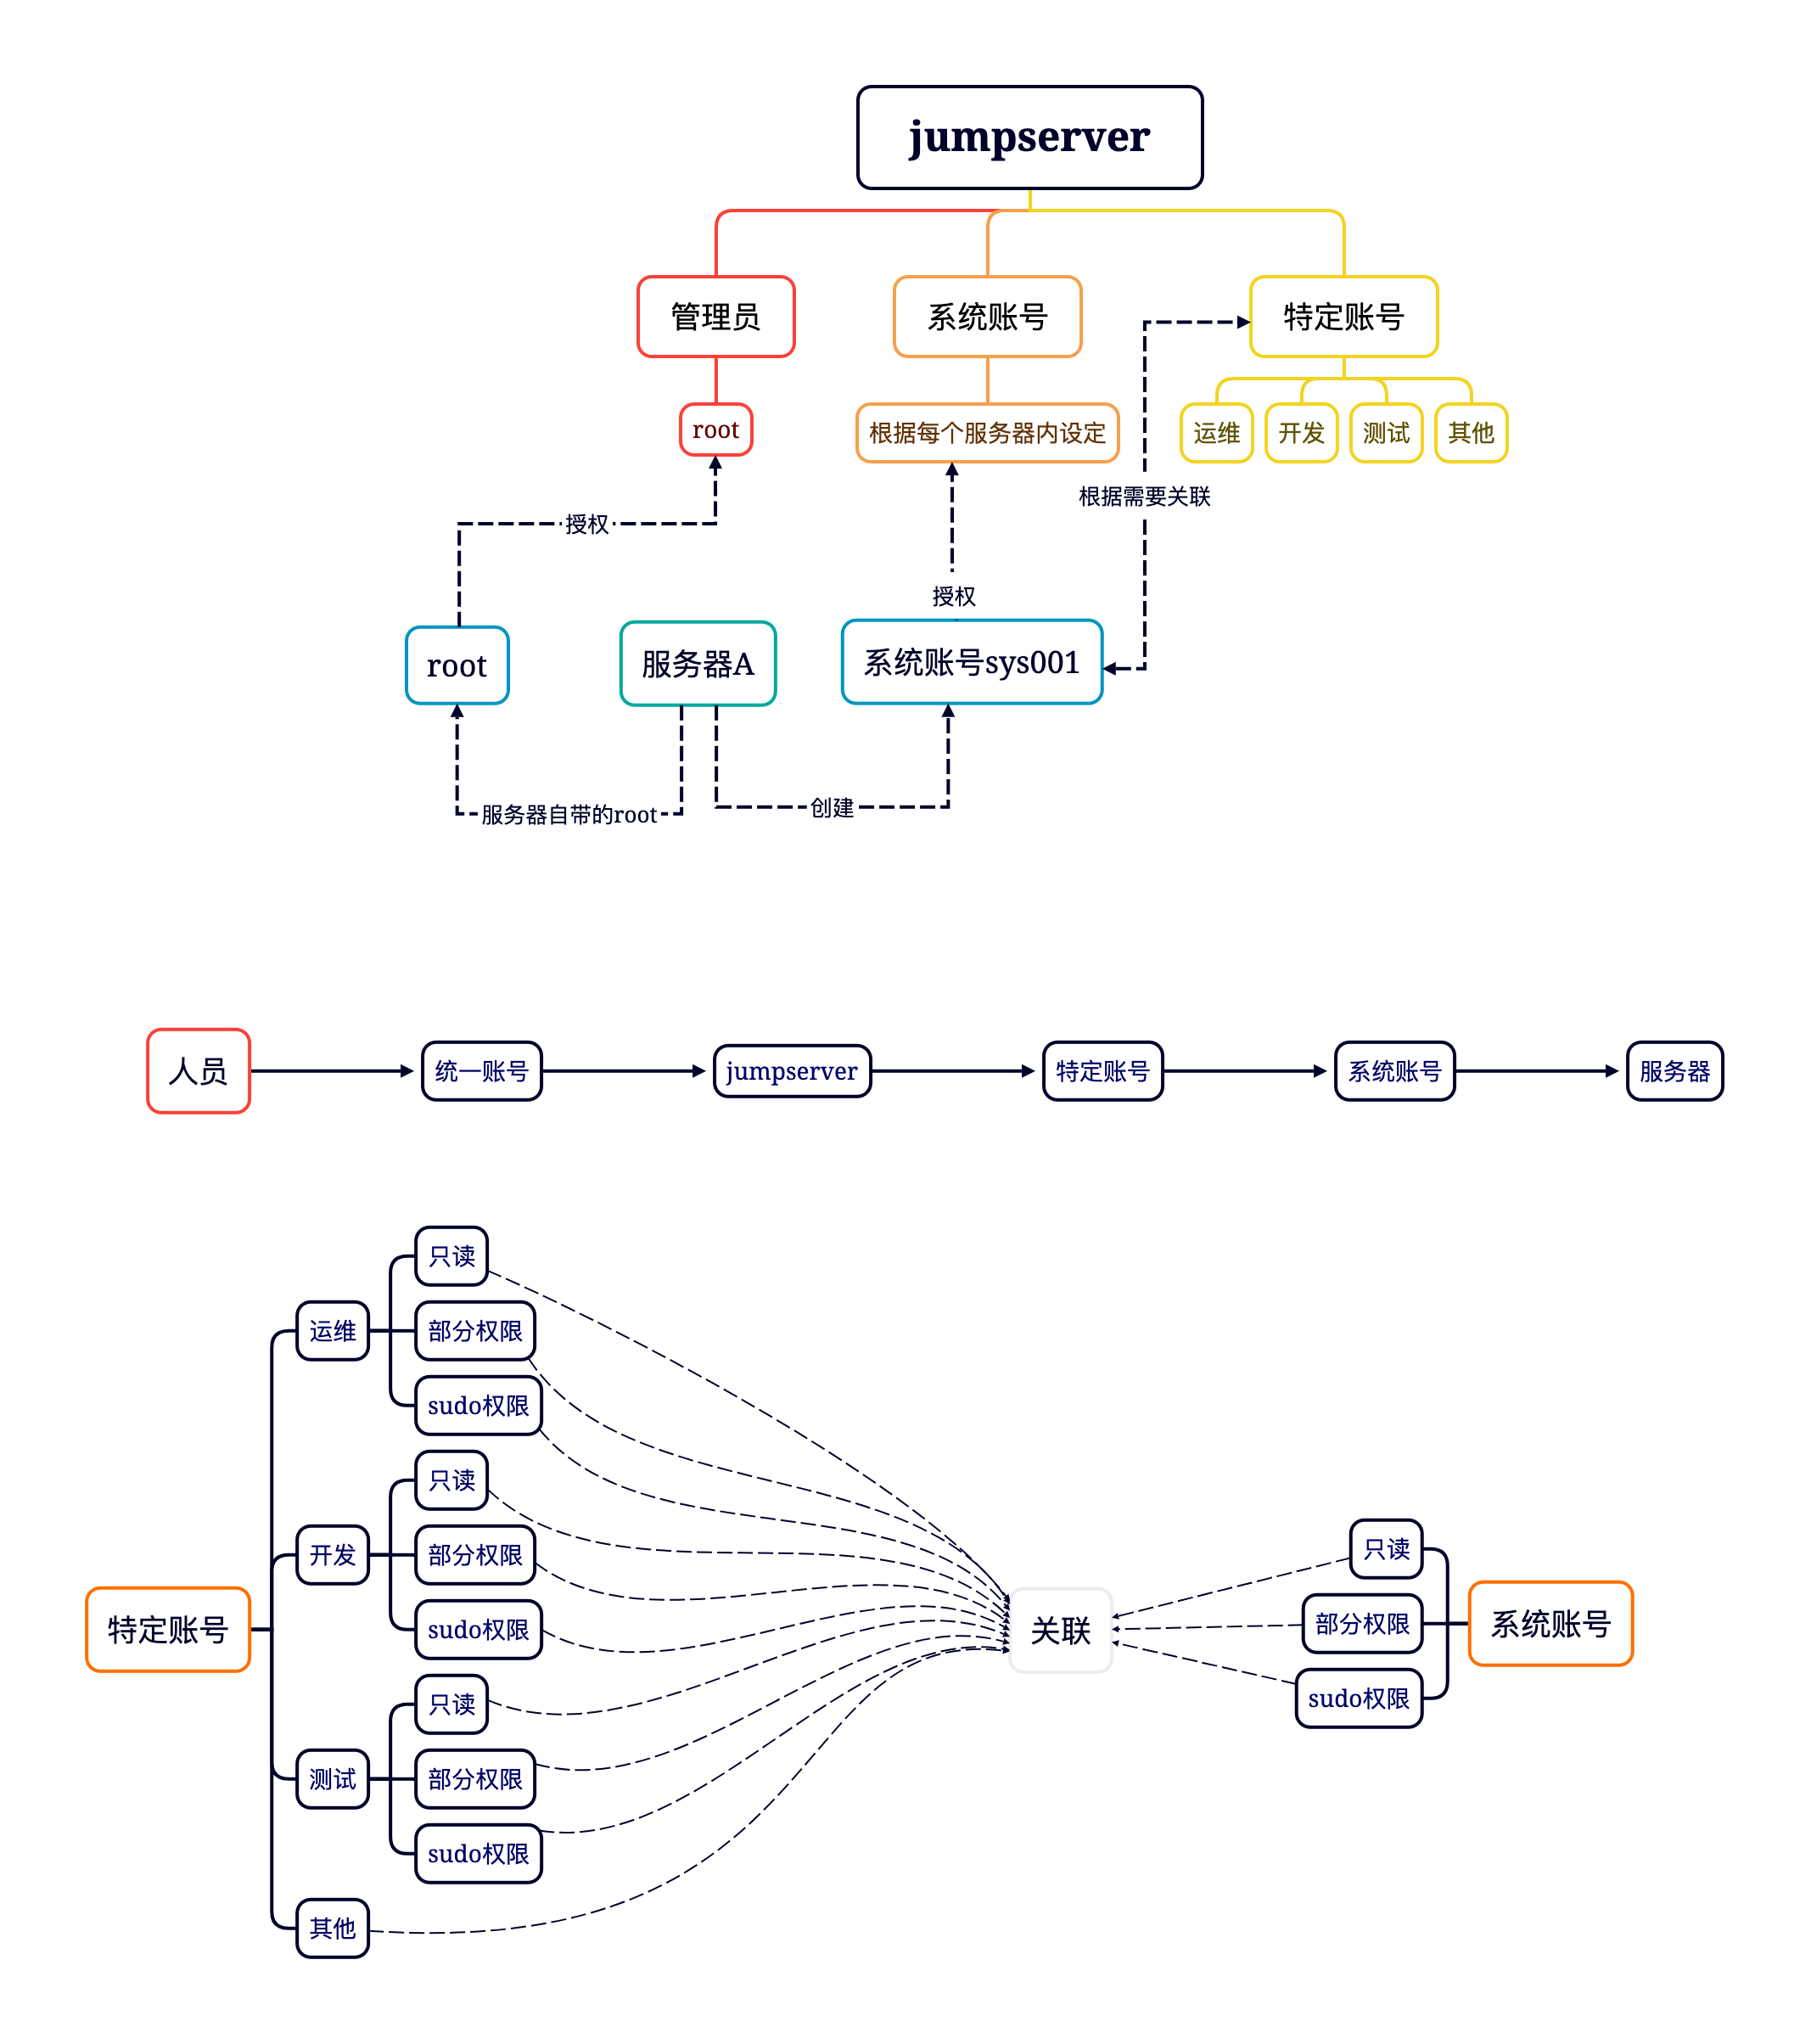 jumpserver
管理员
系统账号
特定账号
root
根据每个服务器内设定
运维
开发
测试
其他
根据需要关联
授权
授权
root
服务器A
系统账号sys001
服务器自带的root
创建
人员
统一账号
jumpserver
特定账号
系统账号
服务器
只读
运维
部分权限
sudo权限
只读
开发
部分权限
sudo权限
特定账号
只读
测试
部分权限
sudo权限
其他
关联
只读
部分权限
sudo权限
系统账号